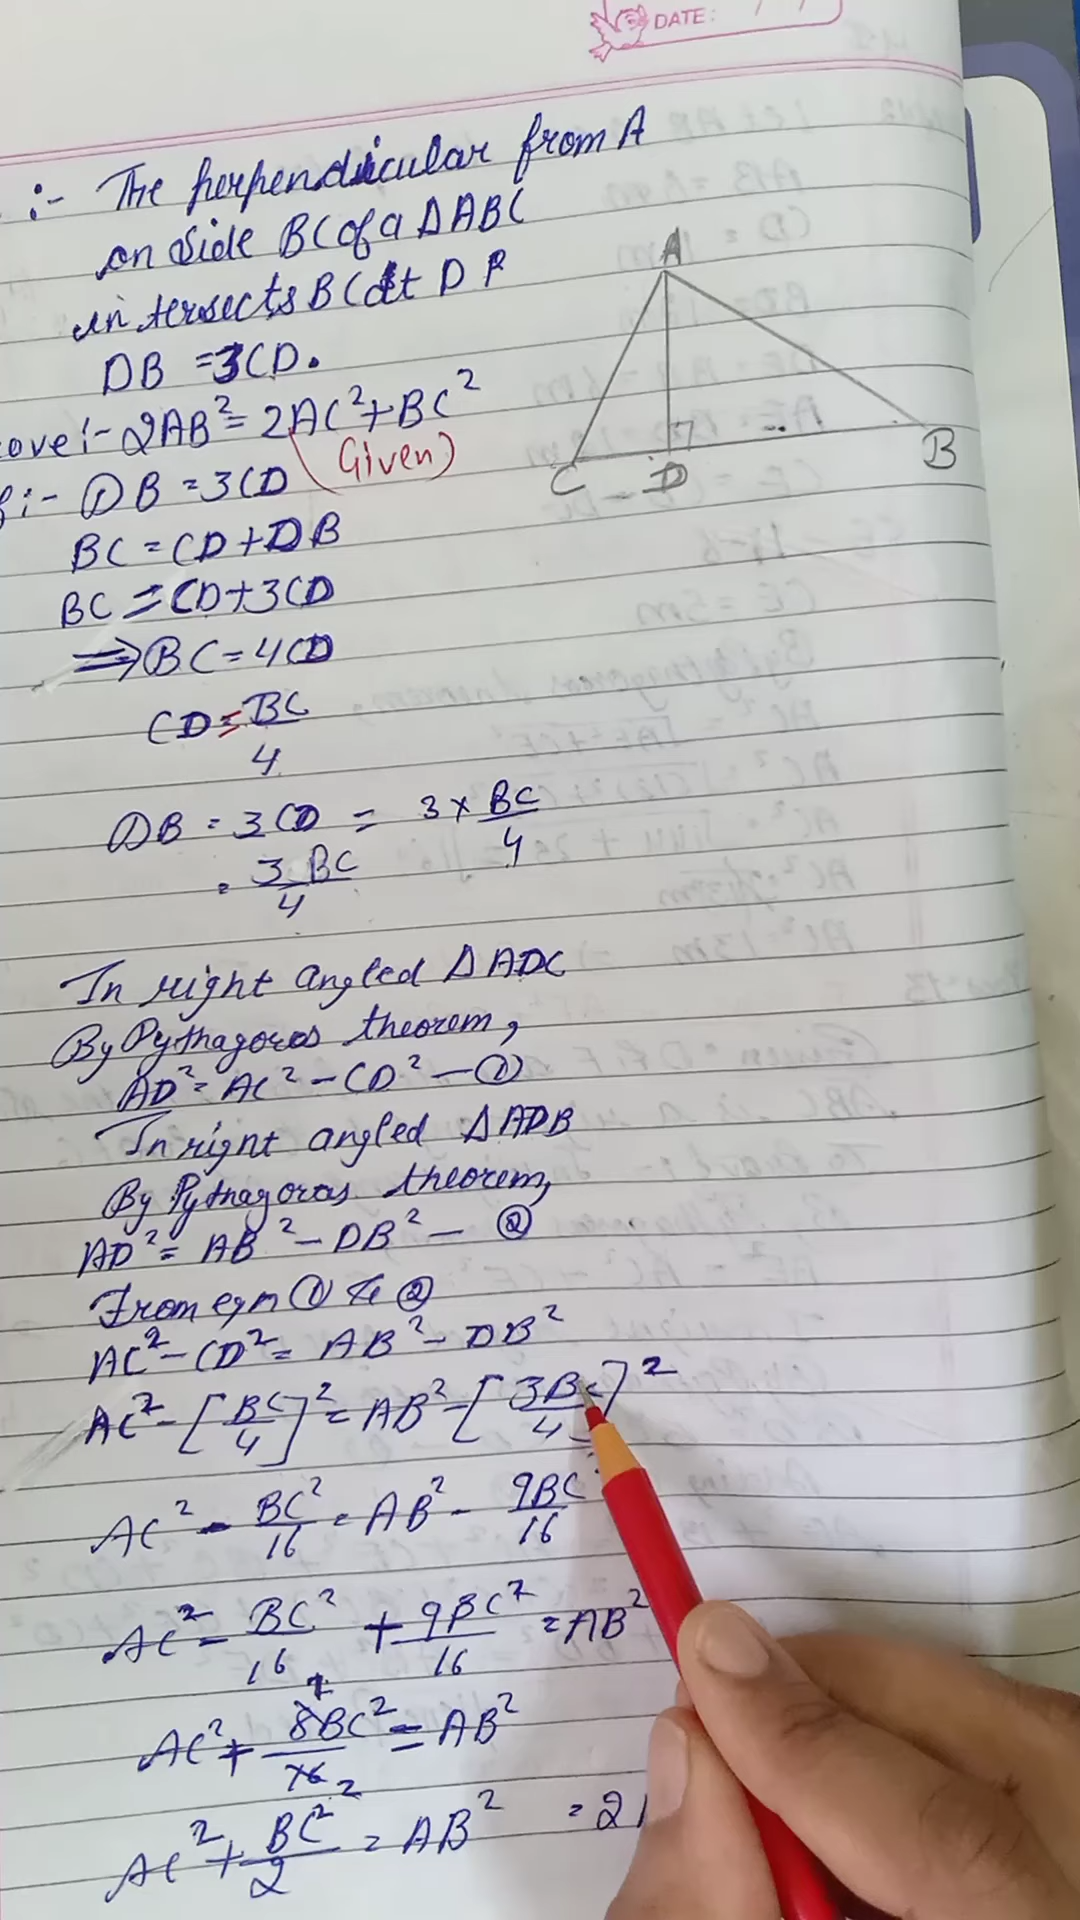 DATE:
:- The perpendicular from A
on side BC of a ΔABC
intersects BC at D
DB = 3CD.
ove :- 2AB² = 2AC² + BC²
(Given)
:- DB = 3CD
BC = CD + DB
BC = CD + 3CD
⇒ BC = 4CD
CD = BC/4
DB = 3CD = 3 × BC/4
= 3BC/4
A
C D B
In right angled ΔADC
By Pythagoras theorem,
AD² = AC² - CD² - ①
In right angled ΔADB
By Pythagoras theorem,
AD² = AB² - DB² - ②
From eqn ① & ②
AC² - CD² = AB² - DB²
AC² - [BC/4]² = AB² - [3BC/4]²
AC² - BC²/16 = AB² - 9BC/16
AC² - BC²/16 + 9BC²/16 = AB²
AC² + 8BC²/16 = AB²
1
2
AC² + BC²/2 = AB² = 2